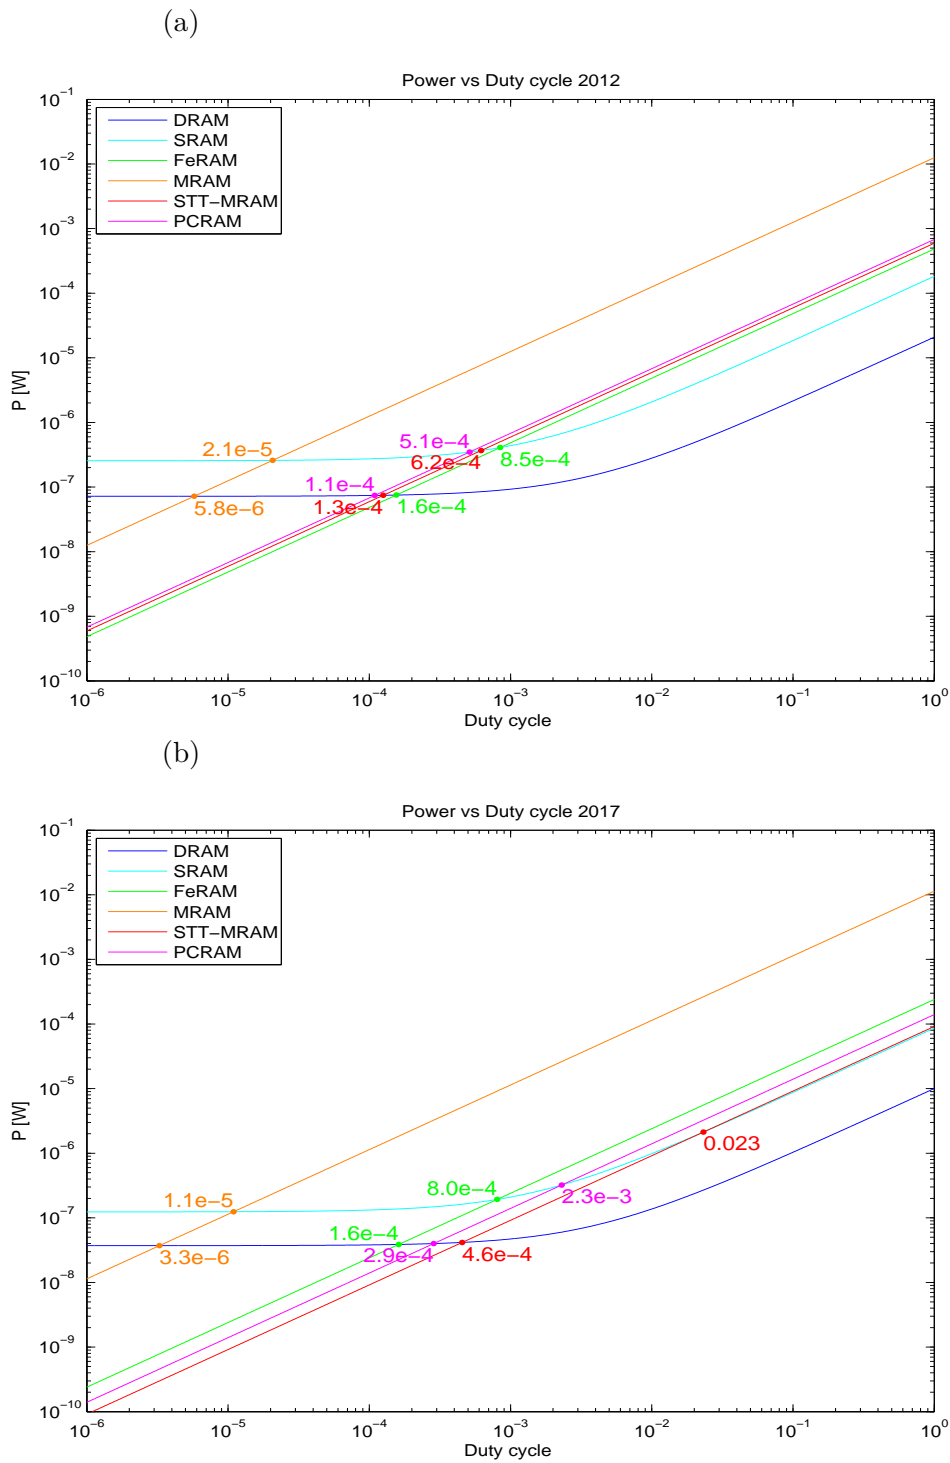 (a)
Power vs Duty cycle 2012
10⁻¹
10⁻²
10⁻³
10⁻⁴
10⁻⁵
10⁻⁶
10⁻⁷
10⁻⁸
10⁻⁹
10⁻¹⁰
P [W]
DRAM
SRAM
FeRAM
MRAM
STT−MRAM
PCRAM
2.1e−5
5.1e−4
6.2e−4
8.5e−4
1.1e−4
5.8e−6
1.3e−4
1.6e−4
10⁻⁶ 10⁻⁵ 10⁻⁴ 10⁻³ 10⁻² 10⁻¹ 10⁰
Duty cycle
(b)
Power vs Duty cycle 2017
10⁻¹
10⁻²
10⁻³
10⁻⁴
10⁻⁵
10⁻⁶
10⁻⁷
10⁻⁸
10⁻⁹
10⁻¹⁰
P [W]
DRAM
SRAM
FeRAM
MRAM
STT−MRAM
PCRAM
0.023
8.0e−4
2.3e−3
1.1e−5
1.6e−4
3.3e−6
2.9e−4
4.6e−4
10⁻⁶ 10⁻⁵ 10⁻⁴ 10⁻³ 10⁻² 10⁻¹ 10⁰
Duty cycle